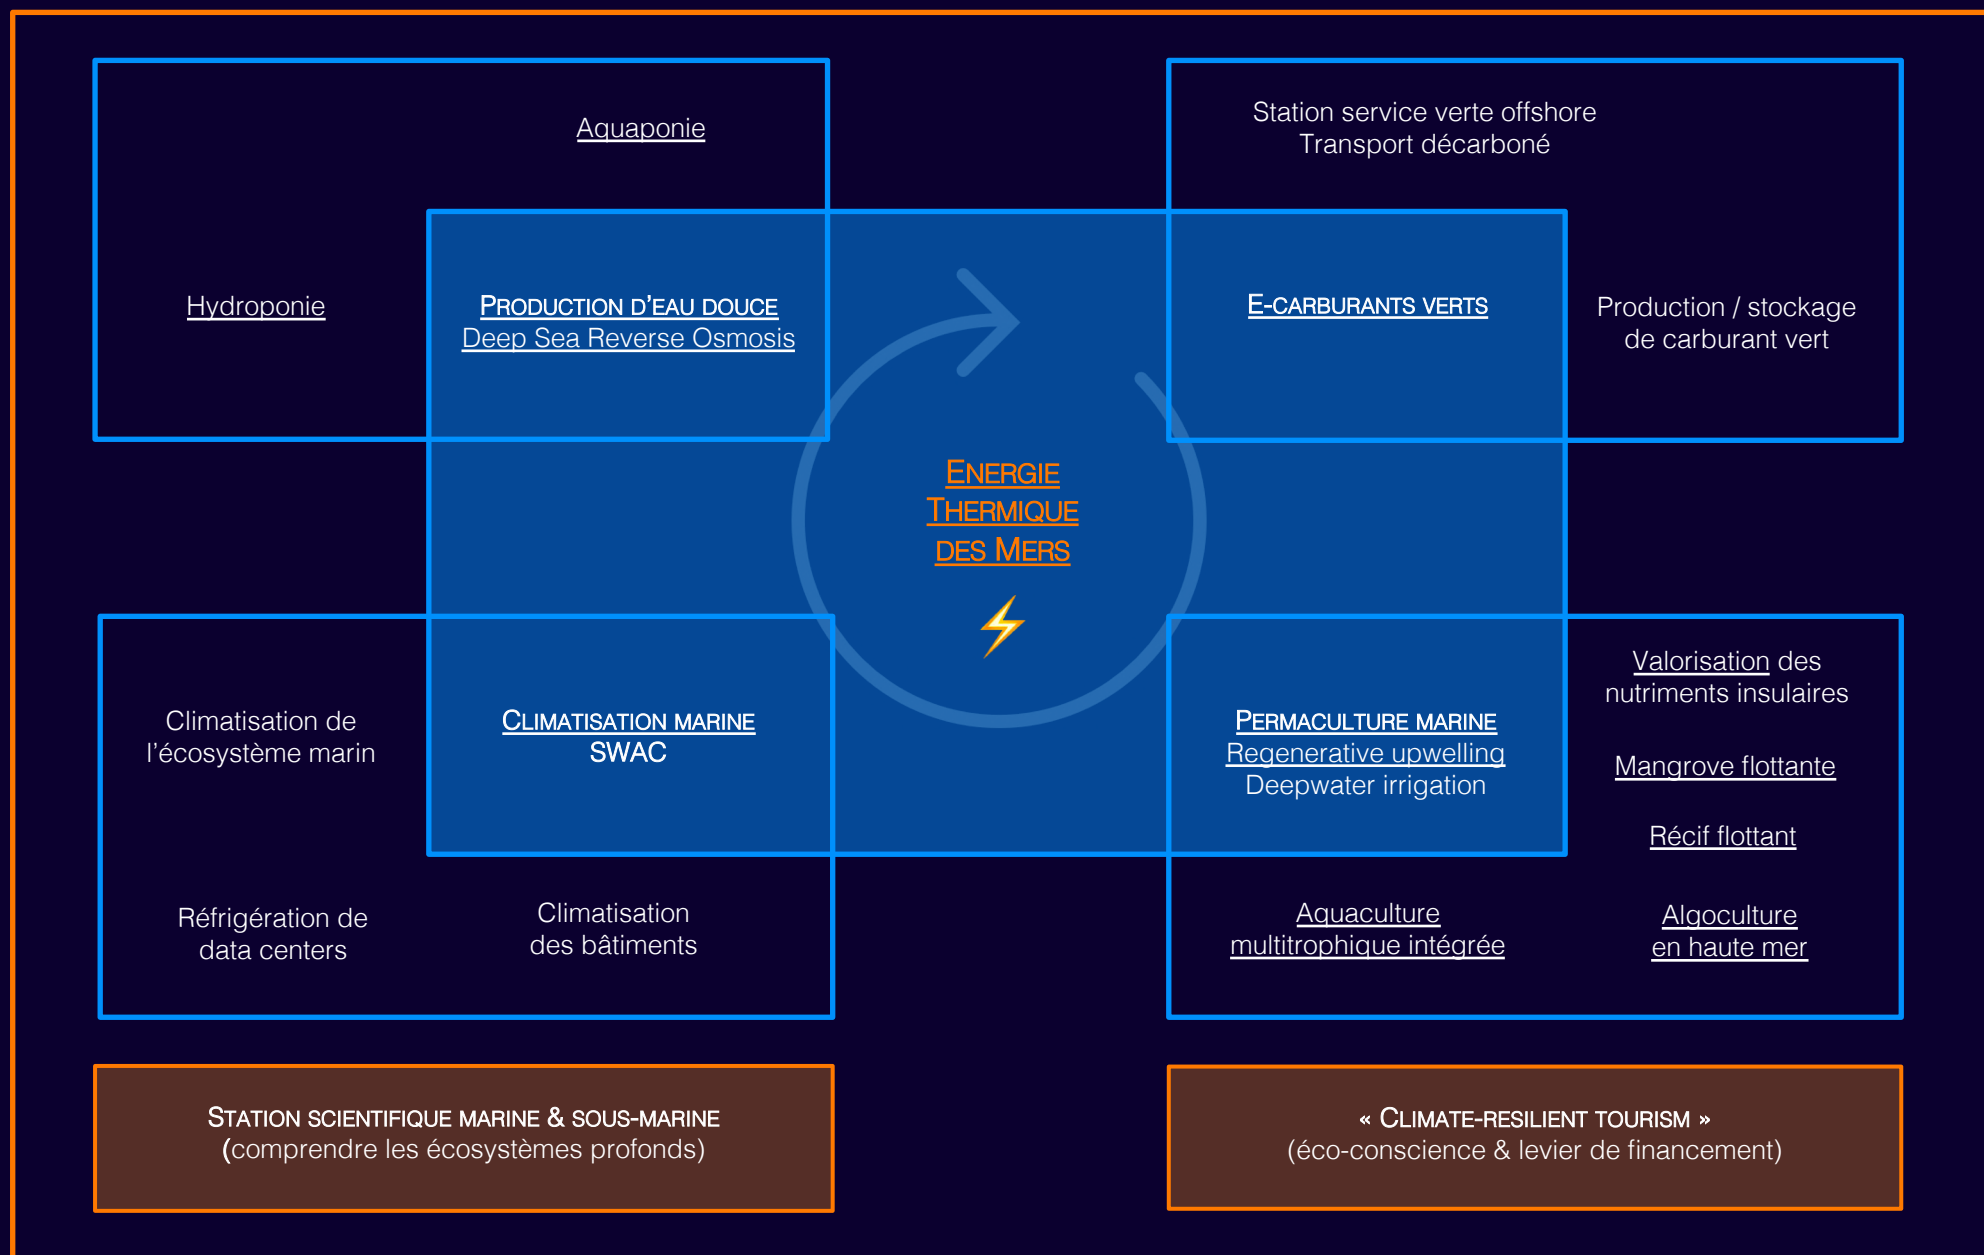 Aquaponie
Hydroponie
PRODUCTION D’EAU DOUCE
Deep Sea Reverse Osmosis
Station service verte offshore
Transport décarboné
E-CARBURANTS VERTS
Production / stockage
de carburant vert
ENERGIE
THERMIQUE
DES MERS
Climatisation de
l’écosystème marin
CLIMATISATION MARINE
SWAC
Réfrigération de
data centers
Climatisation
des bâtiments
PERMACULTURE MARINE
Regenerative upwelling
Deepwater irrigation
Valorisation des
nutriments insulaires
Mangrove flottante
Récif flottant
Aquaculture
multitrophique intégrée
Algoculture
en haute mer
STATION SCIENTIFIQUE MARINE & SOUS-MARINE
(comprendre les écosystèmes profonds)
« CLIMATE-RESILIENT TOURISM »
(éco-conscience & levier de financement)